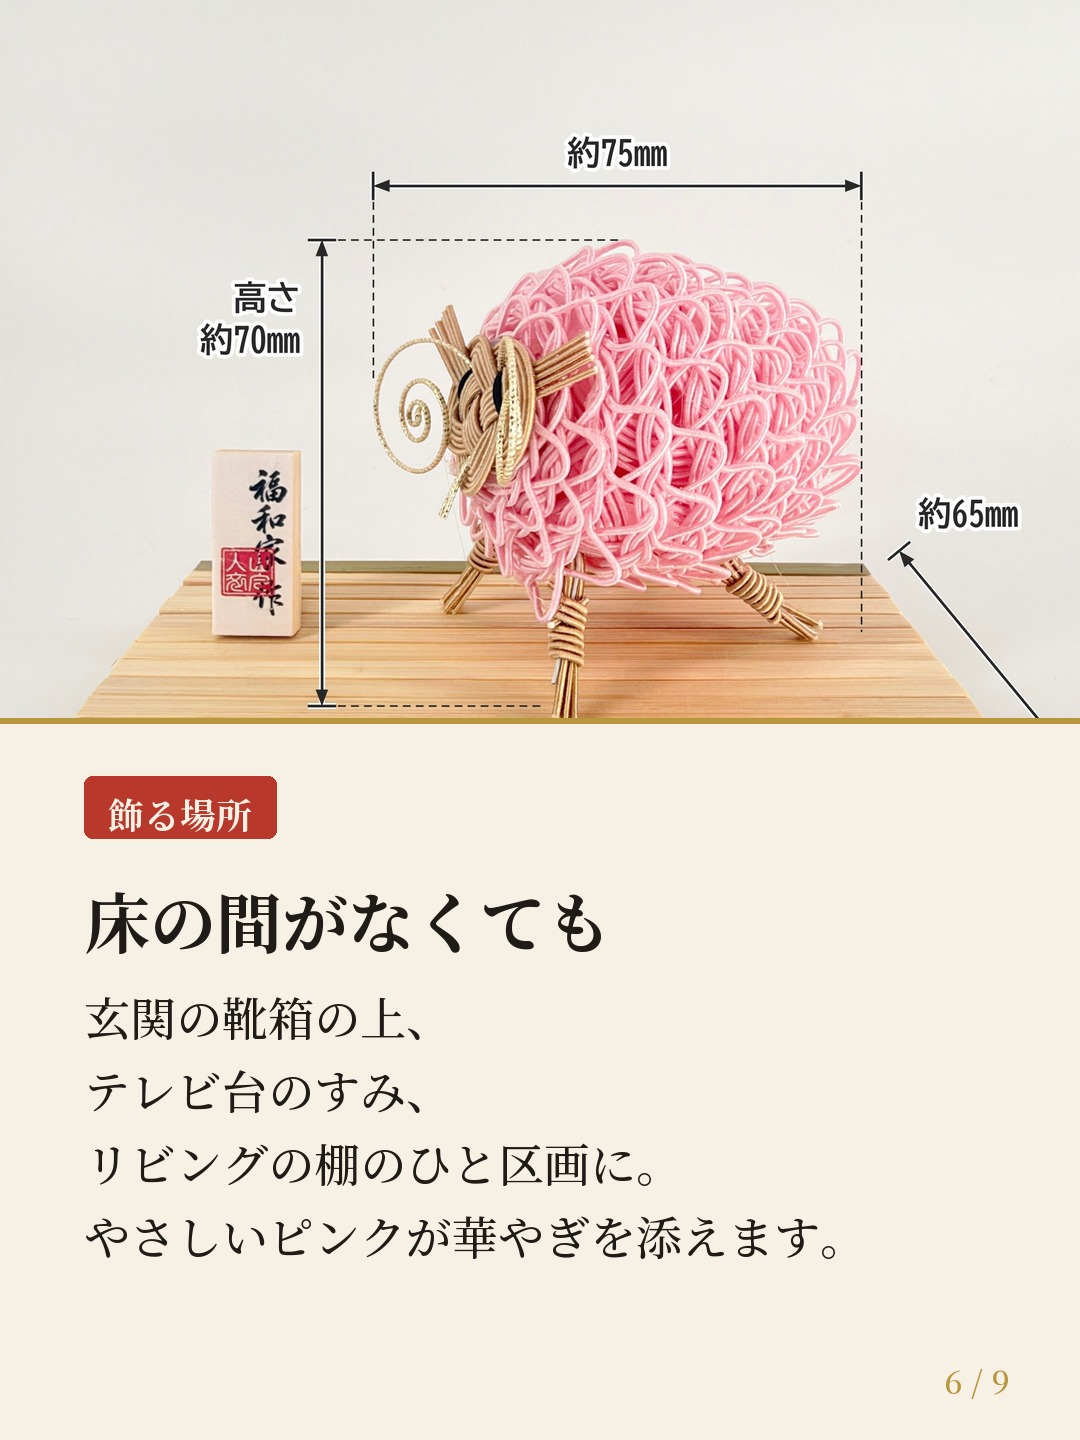 約75mm
高さ
約70mm
約65mm
福和家作
飾る場所
床の間がなくても
玄関の靴箱の上、
テレビ台のすみ、
リビングの棚のひと区画に。
やさしいピンクが華やぎを添えます。
6 / 9